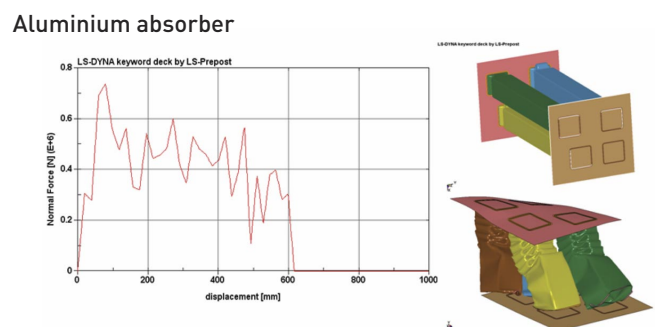 Aluminium absorber
LS-DYNA keyword deck by LS-Prepost
LS-DYNA keyword deck by LS-Prepost
0.8
0.6
0.4
0.2
0
Normal Force [N] (E+6)
0
200
400
600
800
1000
displacement [mm]